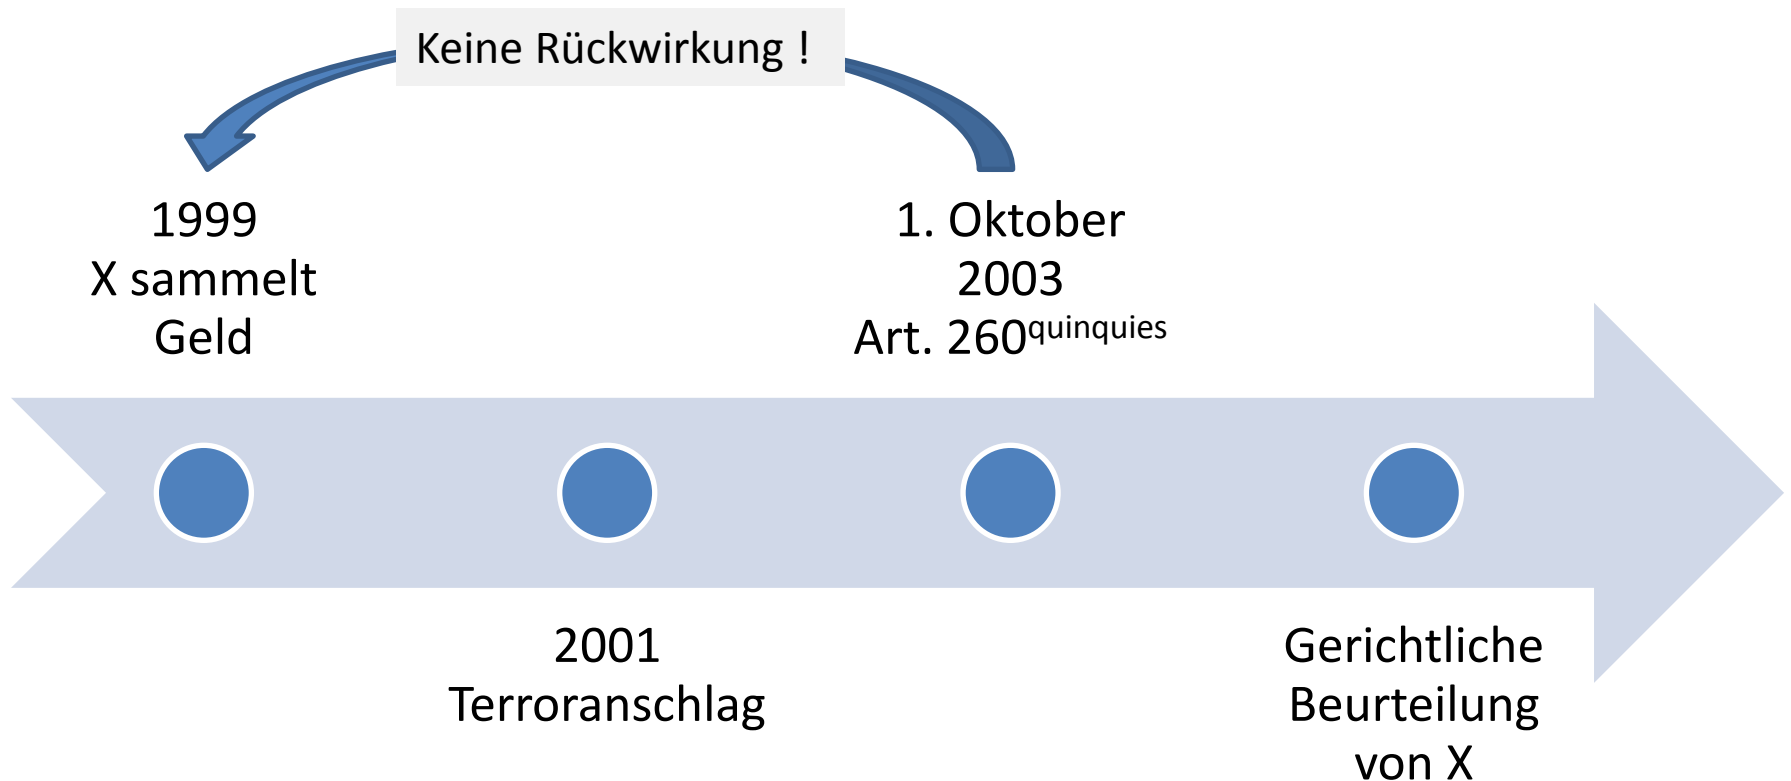 Keine Rückwirkung !
1999
X sammelt
Geld
1. Oktober
2003
Art. 260quinquies
2001
Terroranschlag
Gerichtliche
Beurteilung
von X